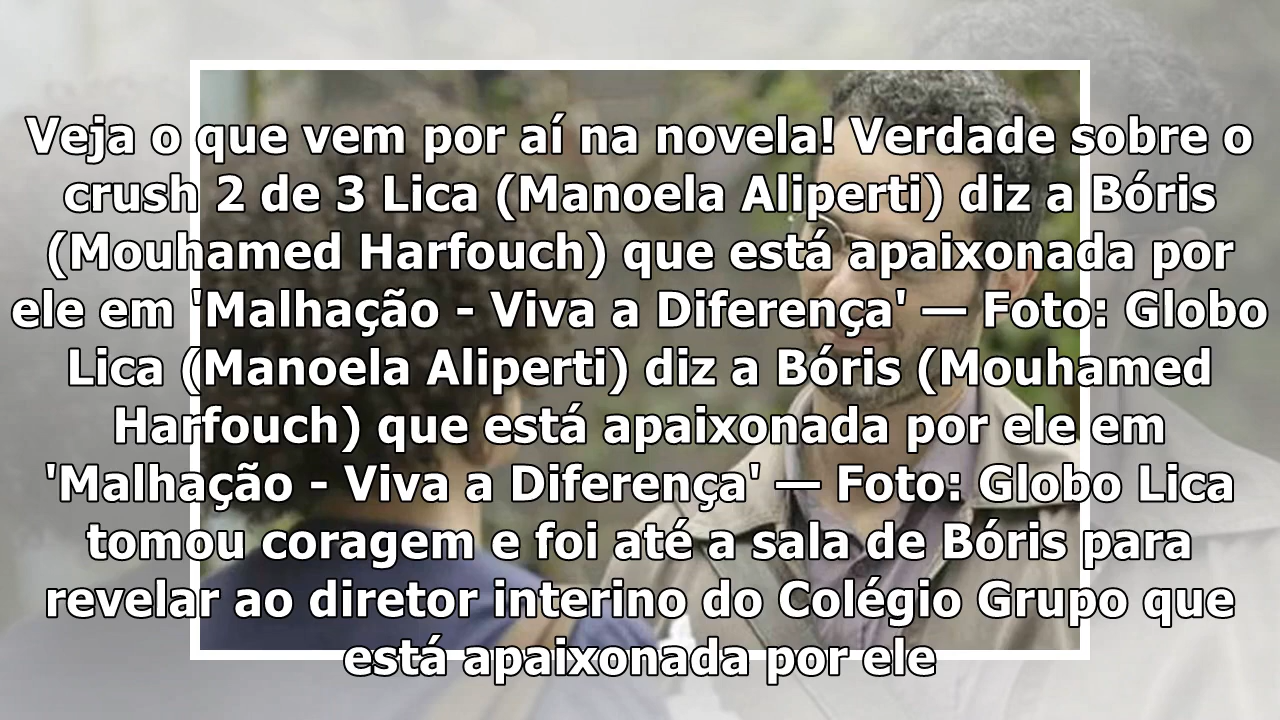 Veja o que vem por aí na novela! Verdade sobre o
crush 2 de 3 Lica (Manoela Aliperti) diz a Bóris
(Mouhamed Harfouch) que está apaixonada por
ele em 'Malhação - Viva a Diferença' — Foto: Globo
Lica (Manoela Aliperti) diz a Bóris (Mouhamed
Harfouch) que está apaixonada por ele em
'Malhação - Viva a Diferença' — Foto: Globo Lica
tomou coragem e foi até a sala de Bóris para
revelar ao diretor interino do Colégio Grupo que
está apaixonada por ele